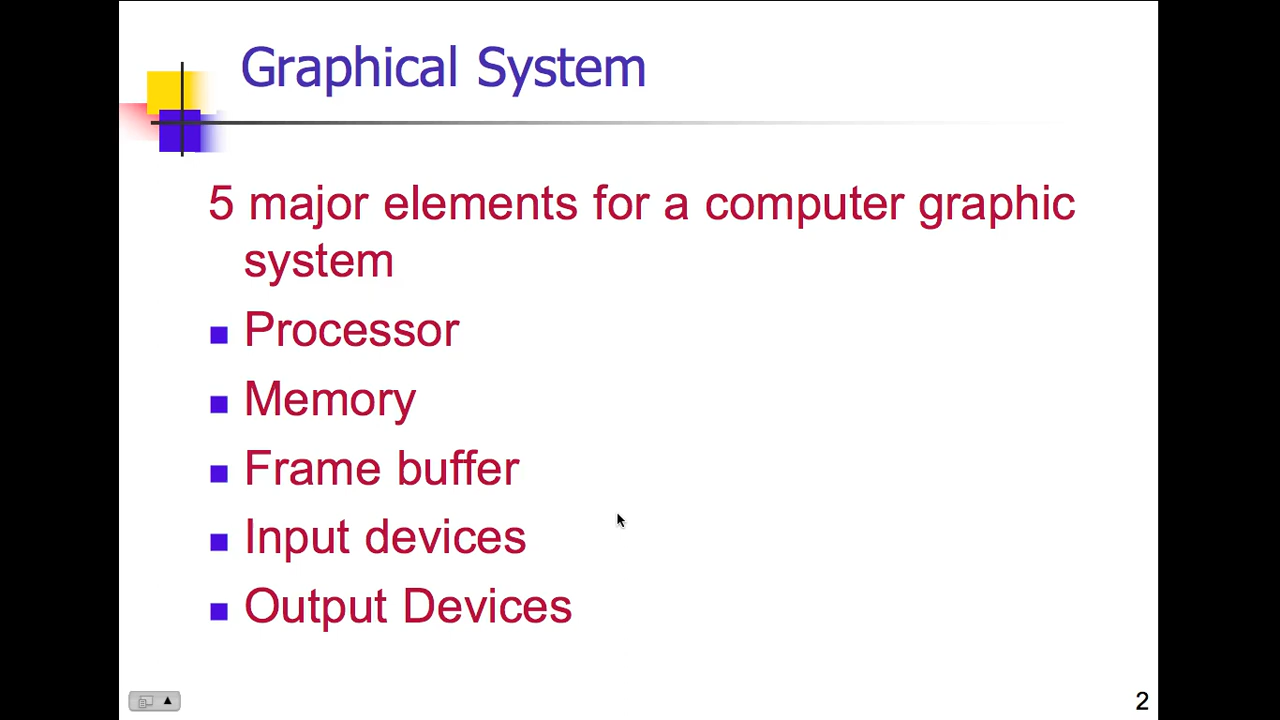 Graphical System
5 major elements for a computer graphic
system
Processor
Memory
Frame buffer
Input devices
Output Devices
2